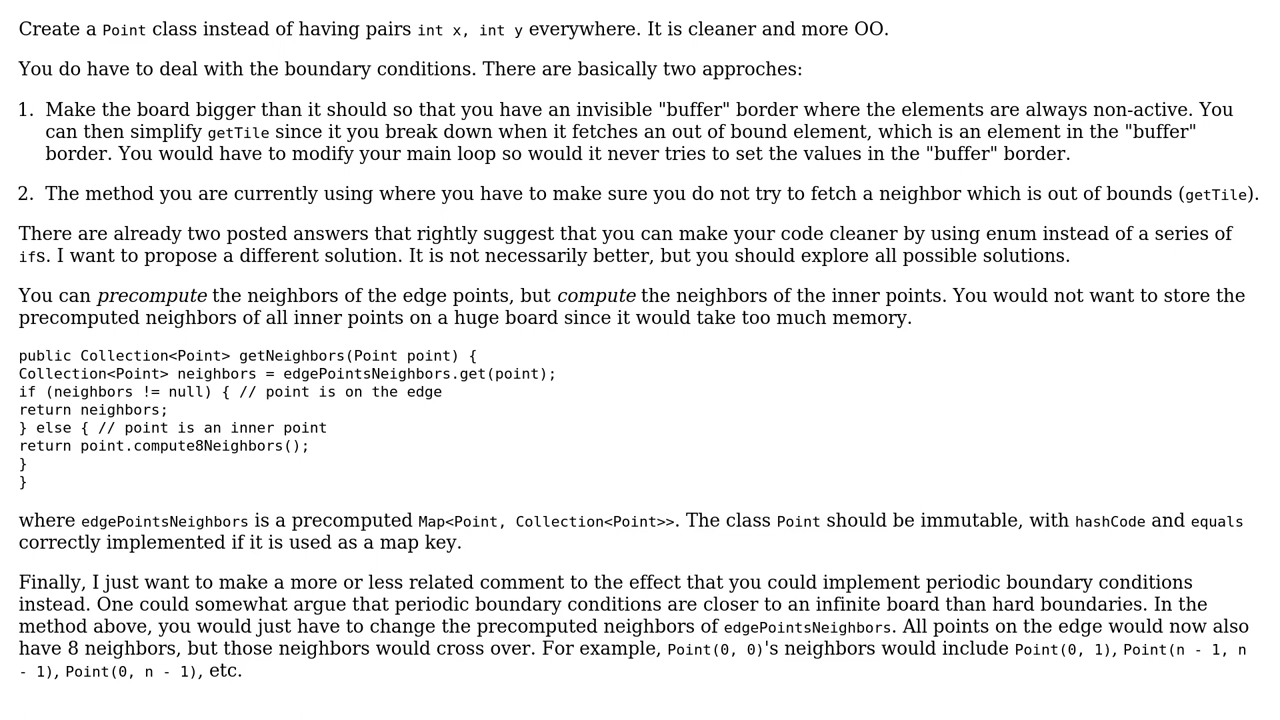 Create a Point class instead of having pairs int x, int y everywhere. It is cleaner and more OO.
You do have to deal with the boundary conditions. There are basically two approches:
1. Make the board bigger than it should so that you have an invisible "buffer" border where the elements are always non-active. You
can then simplify getTile since it you break down when it fetches an out of bound element, which is an element in the "buffer"
border. You would have to modify your main loop so would it never tries to set the values in the "buffer" border.
2. The method you are currently using where you have to make sure you do not try to fetch a neighbor which is out of bounds (getTile).
There are already two posted answers that rightly suggest that you can make your code cleaner by using enum instead of a series of
ifs. I want to propose a different solution. It is not necessarily better, but you should explore all possible solutions.
You can precompute the neighbors of the edge points, but compute the neighbors of the inner points. You would not want to store the
precomputed neighbors of all inner points on a huge board since it would take too much memory.
public Collection<Point> getNeighbors(Point point) {
Collection<Point> neighbors = edgePointsNeighbors.get(point);
if (neighbors != null) { // point is on the edge
return neighbors;
} else { // point is an inner point
return point.compute8Neighbors();
}
}
where edgePointsNeighbors is a precomputed Map<Point, Collection<Point>>. The class Point should be immutable, with hashCode and equals
correctly implemented if it is used as a map key.
Finally, I just want to make a more or less related comment to the effect that you could implement periodic boundary conditions
instead. One could somewhat argue that periodic boundary conditions are closer to an infinite board than hard boundaries. In the
method above, you would just have to change the precomputed neighbors of edgePointsNeighbors. All points on the edge would now also
have 8 neighbors, but those neighbors would cross over. For example, Point(0, 0)'s neighbors would include Point(0, 1), Point(n - 1, n
- 1), Point(0, n - 1), etc.